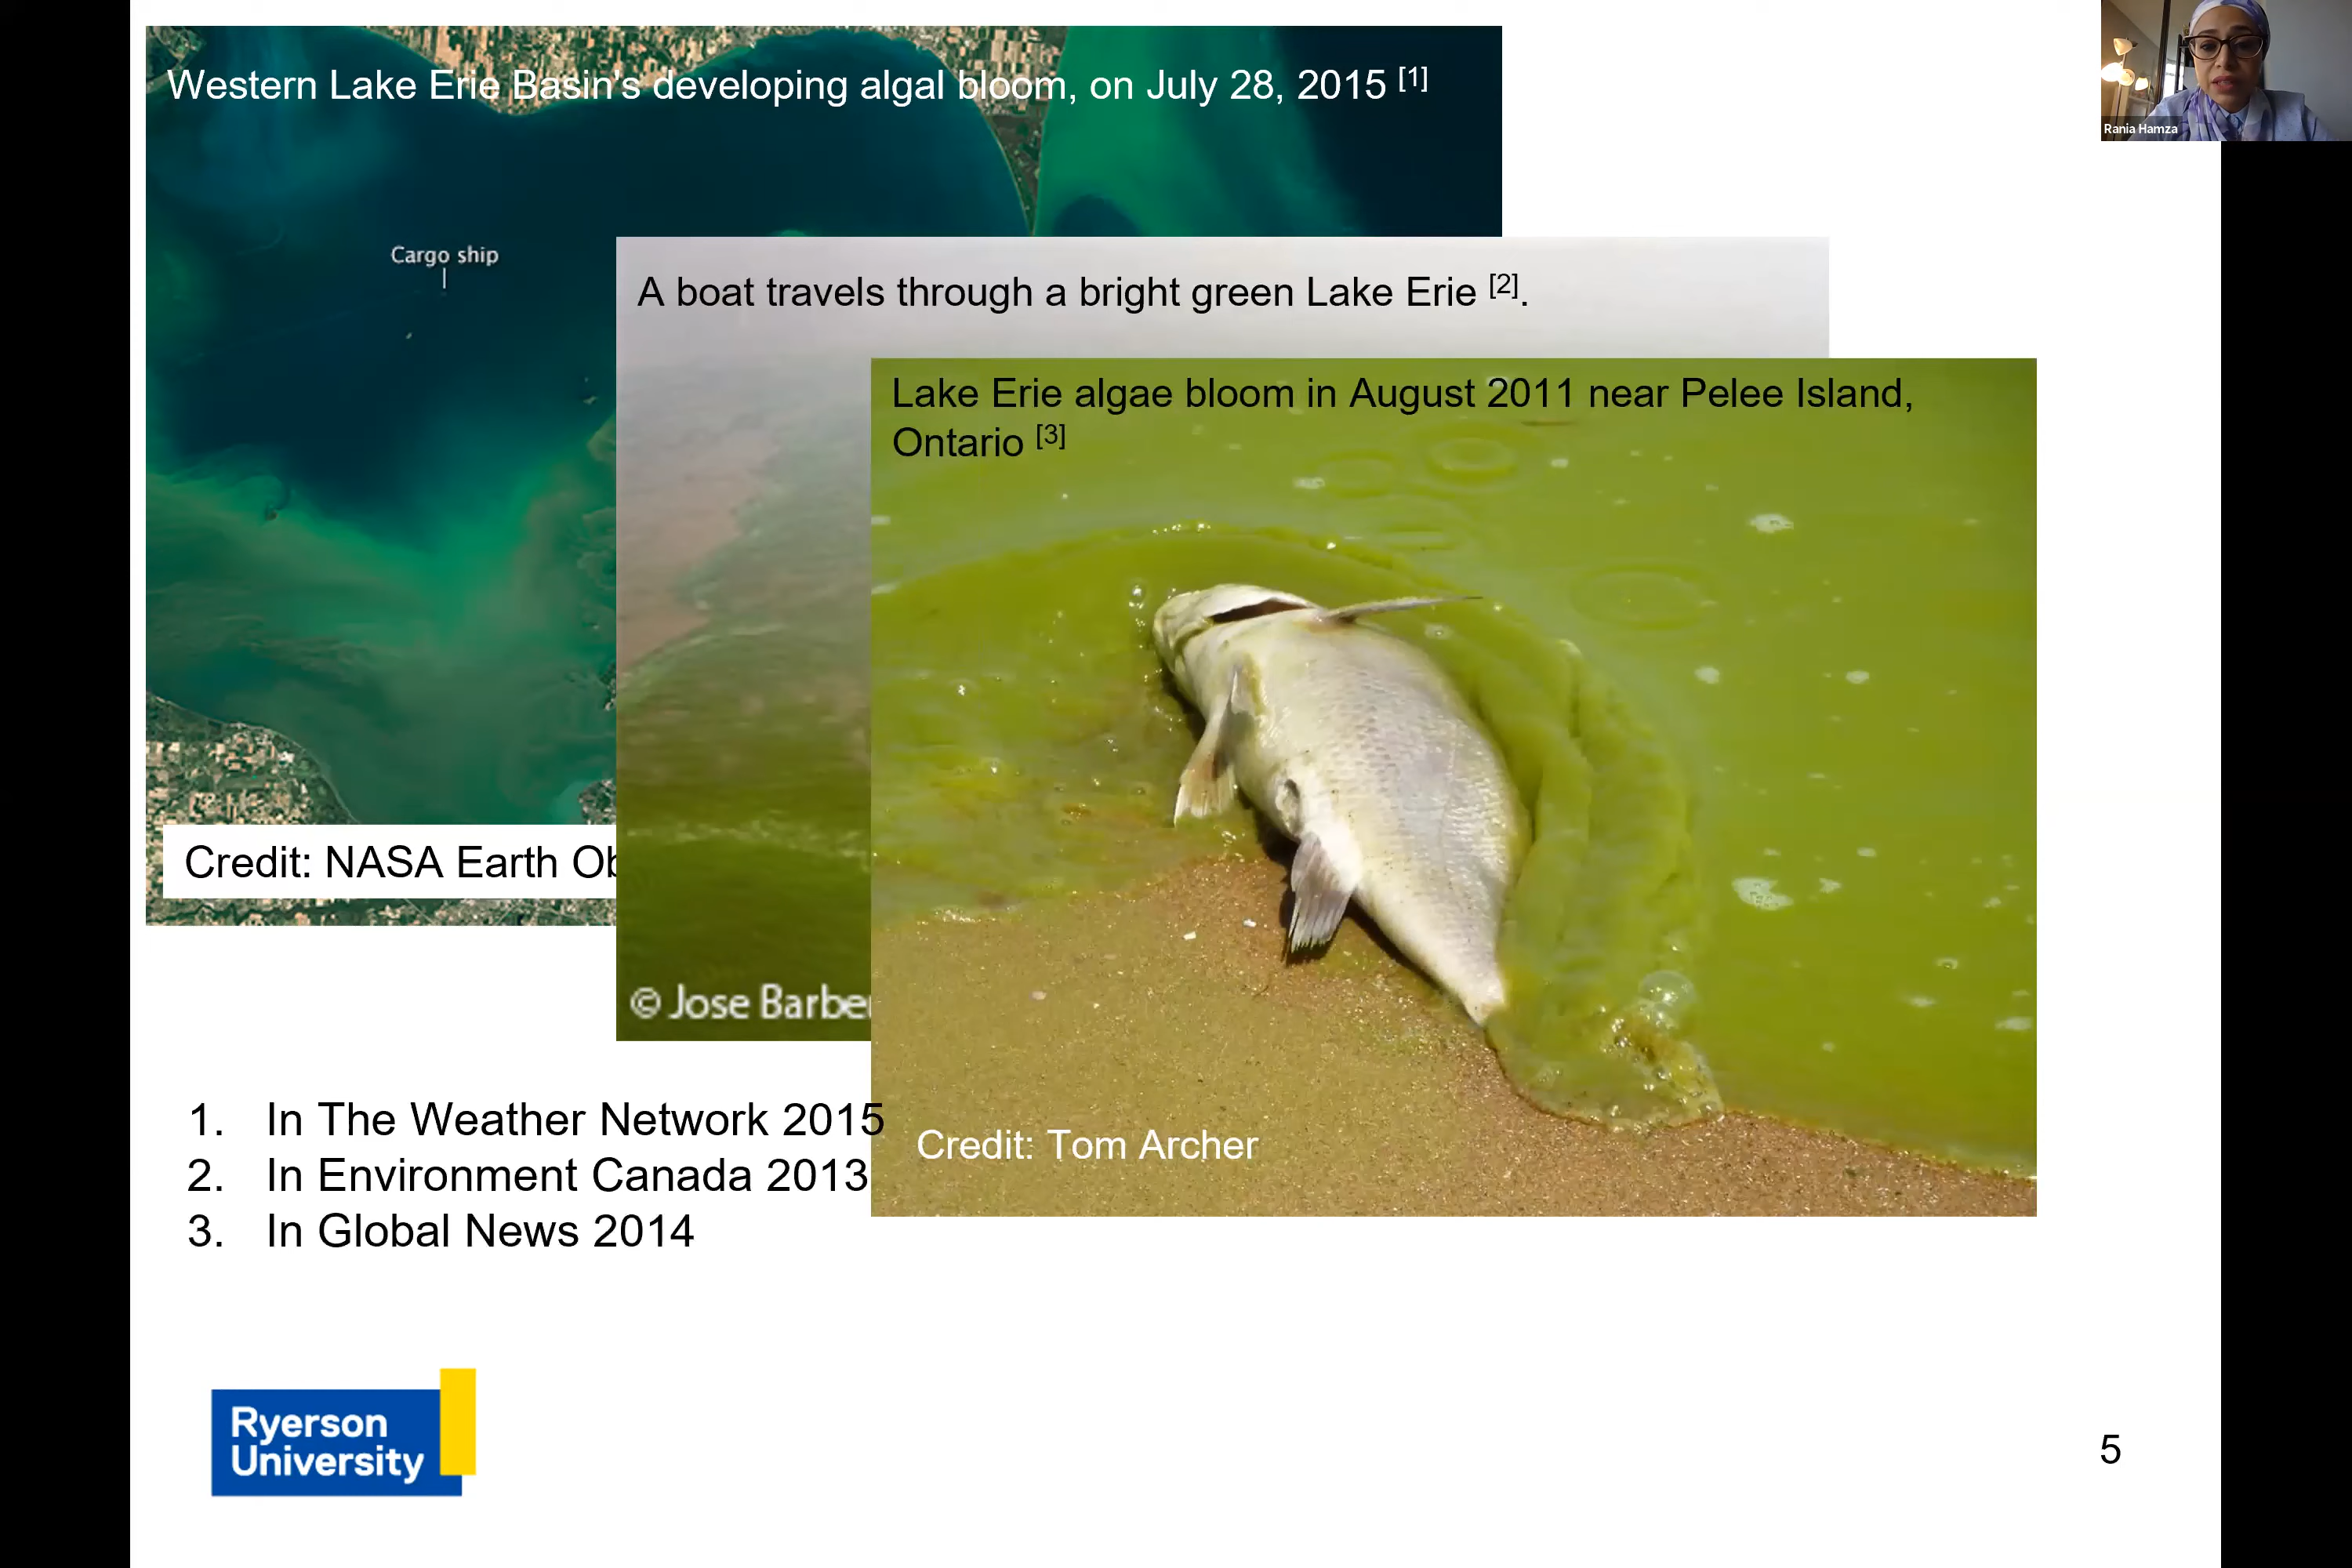 Western Lake Erie Basin's developing algal bloom, on July 28, 2015 [1]
Rania Hamza
Cargo ship
A boat travels through a bright green Lake Erie [2].
Lake Erie algae bloom in August 2011 near Pelee Island,
Ontario [3]
Credit: NASA Earth
© Jose
Credit: Tom Archer
1. In The Weather Network 2015
2. In Environment Canada 2013
3. In Global News 2014
Ryerson
University
5